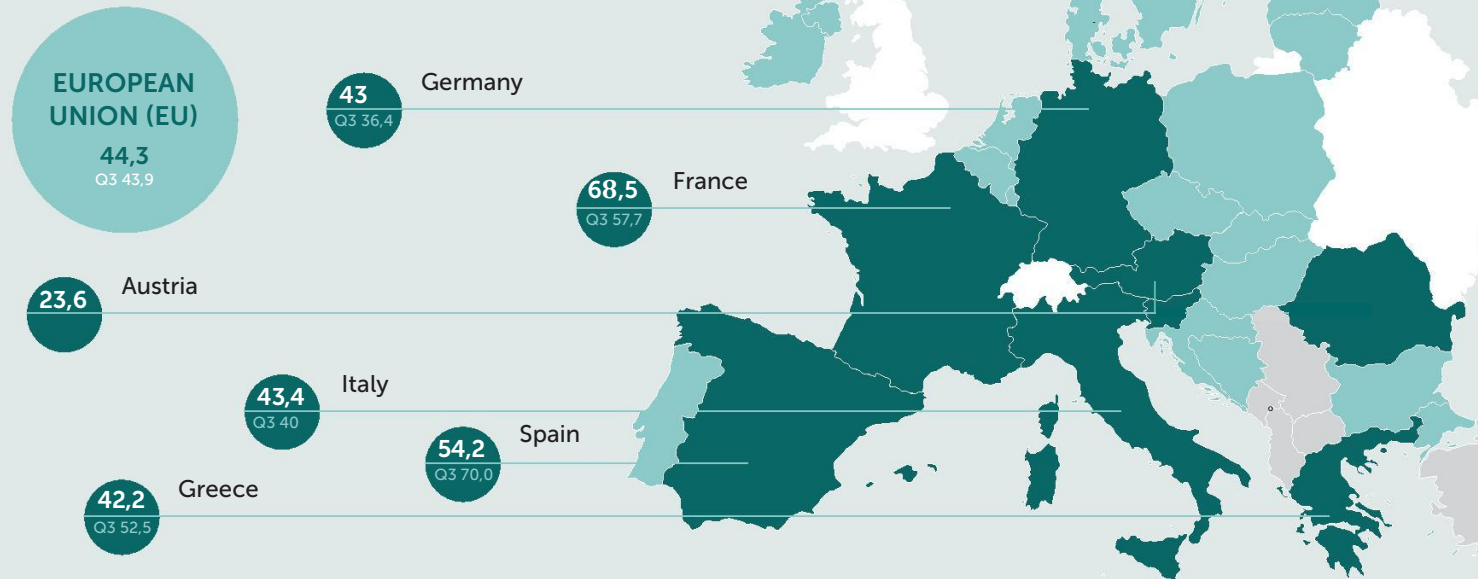 EUROPEAN
UNION (EU)
44,3
Q3 43,9
Germany
43
Q3 36,4
France
68,5
Q3 57,7
Austria
23,6
Italy
43,4
Q3 40
Spain
54,2
Q3 70,0
Greece
42,2
Q3 52,5